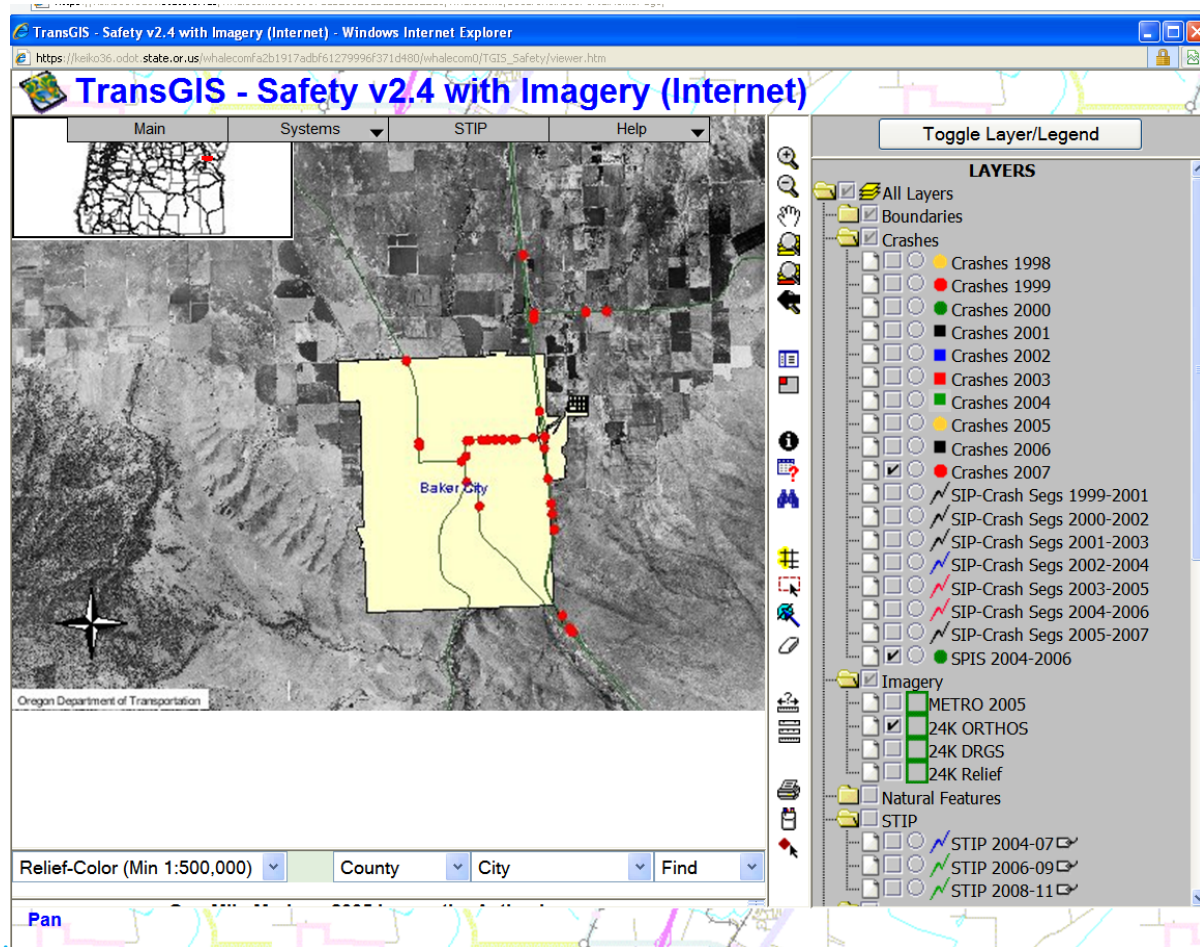 TransGIS - Safety v2.4 with Imagery (Internet) - Windows Internet Explorer
https://keiko36.odot.state.or.us/whalecomfa2b1917adbf61279996f371d480/whalecom0/TGIS_Safety/viewer.htm
TransGIS - Safety v2.4 with Imagery (Internet)
Main Systems STIP Help
Baker City
Oregon Department of Transportation
Toggle Layer/Legend
LAYERS
All Layers
Boundaries
Crashes
Crashes 1998
Crashes 1999
Crashes 2000
Crashes 2001
Crashes 2002
Crashes 2003
Crashes 2004
Crashes 2005
Crashes 2006
Crashes 2007
SIP-Crash Segs 1999-2001
SIP-Crash Segs 2000-2002
SIP-Crash Segs 2001-2003
SIP-Crash Segs 2002-2004
SIP-Crash Segs 2003-2005
SIP-Crash Segs 2004-2006
SIP-Crash Segs 2005-2007
SPIS 2004-2006
Imagery
METRO 2005
24K ORTHOS
24K DRGS
24K Relief
Natural Features
STIP
STIP 2004-07
STIP 2006-09
STIP 2008-11
Relief-Color (Min 1:500,000) County City Find
Pan